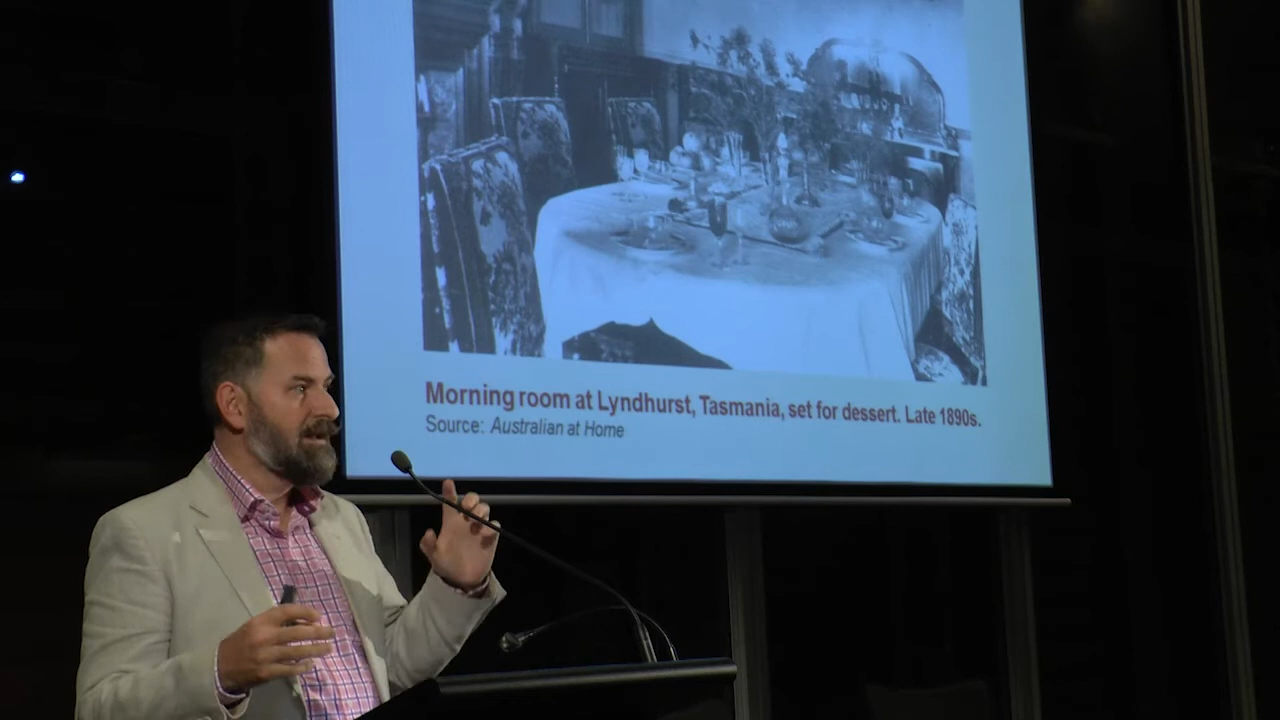 Morning room at Lyndhurst, Tasmania, set for dessert. Late 1890s.
Source: Australian at Home